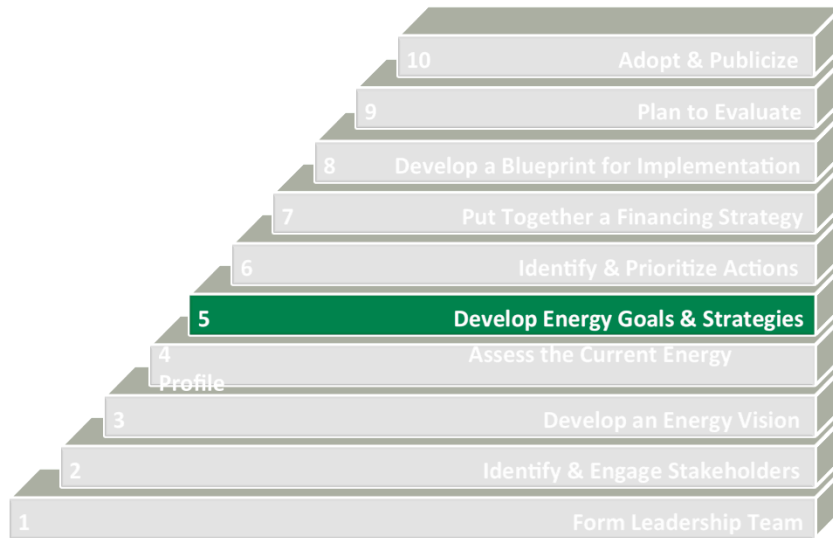 10 Adopt & Publicize
9 Plan to Evaluate
8 Develop a Blueprint for Implementation
7 Put Together a Financing Strategy
6 Identify & Prioritize Actions
5 Develop Energy Goals & Strategies
4 Assess the Current Energy
Profile
3 Develop an Energy Vision
2 Identify & Engage Stakeholders
1 Form Leadership Team